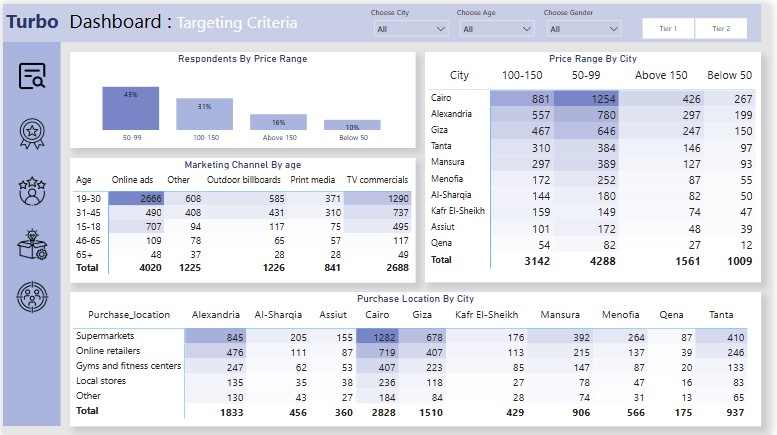 Turbo Dashboard : Targeting Criteria
Choose City Choose Age Choose Gender
All All All
Tier 1 Tier 2
Respondents By Price Range
43% 31% 16% 10%
50-99 100-150 Above 150 Below 50
Price Range By City
City 100-150 50-99 Above 150 Below 50
Cairo 881 1254 426 267
Alexandria 557 780 297 199
Giza 467 646 247 150
Tanta 310 384 146 97
Mansura 297 389 127 93
Menofia 172 252 87 55
Al-Sharqia 144 180 82 50
Kafr El-Sheikh 159 149 74 47
Assiut 101 172 48 39
Qena 54 82 27 12
Total 3142 4288 1561 1009
Marketing Channel By age
Age Online ads Other Outdoor billboards Print media TV commercials
19-30 2666 608 585 371 1290
31-45 490 408 431 310 737
15-18 707 94 117 75 495
46-65 109 78 65 57 117
65+ 48 37 28 28 49
Total 4020 1225 1226 841 2688
Purchase Location By City
Purchase_location Alexandria Al-Sharqia Assiut Cairo Giza Kafr El-Sheikh Mansura Menofia Qena Tanta
Supermarkets 845 205 155 1282 678 176 392 264 87 410
Online retailers 476 111 87 719 407 113 215 137 39 246
Gyms and fitness centers 247 62 53 407 223 85 147 87 20 133
Local stores 135 35 38 236 118 27 78 47 16 83
Other 130 43 27 184 84 28 74 31 13 65
Total 1833 456 360 2828 1510 429 906 566 175 937